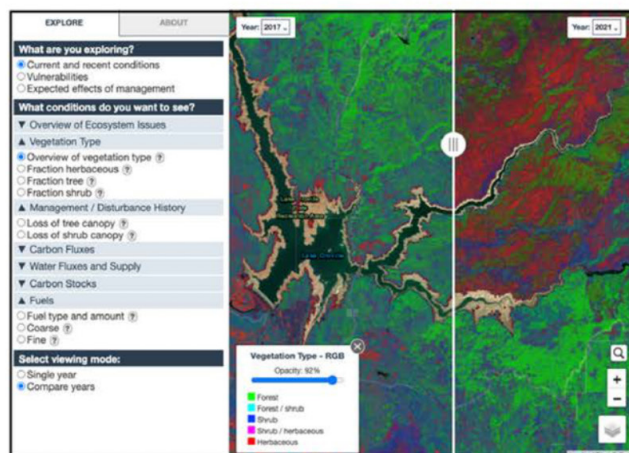 EXPLORE
ABOUT
What are you exploring?
Current and recent conditions
Vulnerabilities
Expected effects of management
What conditions do you want to see?
▼ Overview of Ecosystem Issues
▲ Vegetation Type
Overview of vegetation type ?
Fraction herbaceous ?
Fraction tree ?
Fraction shrub ?
▲ Management / Disturbance History
Loss of tree canopy ?
Loss of shrub canopy ?
▼ Carbon Fluxes
▼ Water Fluxes and Supply
▼ Carbon Stocks
▲ Fuels
Fuel type and amount ?
Coarse ?
Fine ?
Select viewing mode:
Single year
Compare years
Year: 2017
Year: 2021
Vegetation Type - RGB
Opacity: 92%
Forest
Forest / shrub
Shrub
Shrub / herbaceous
Herbaceous
+
−